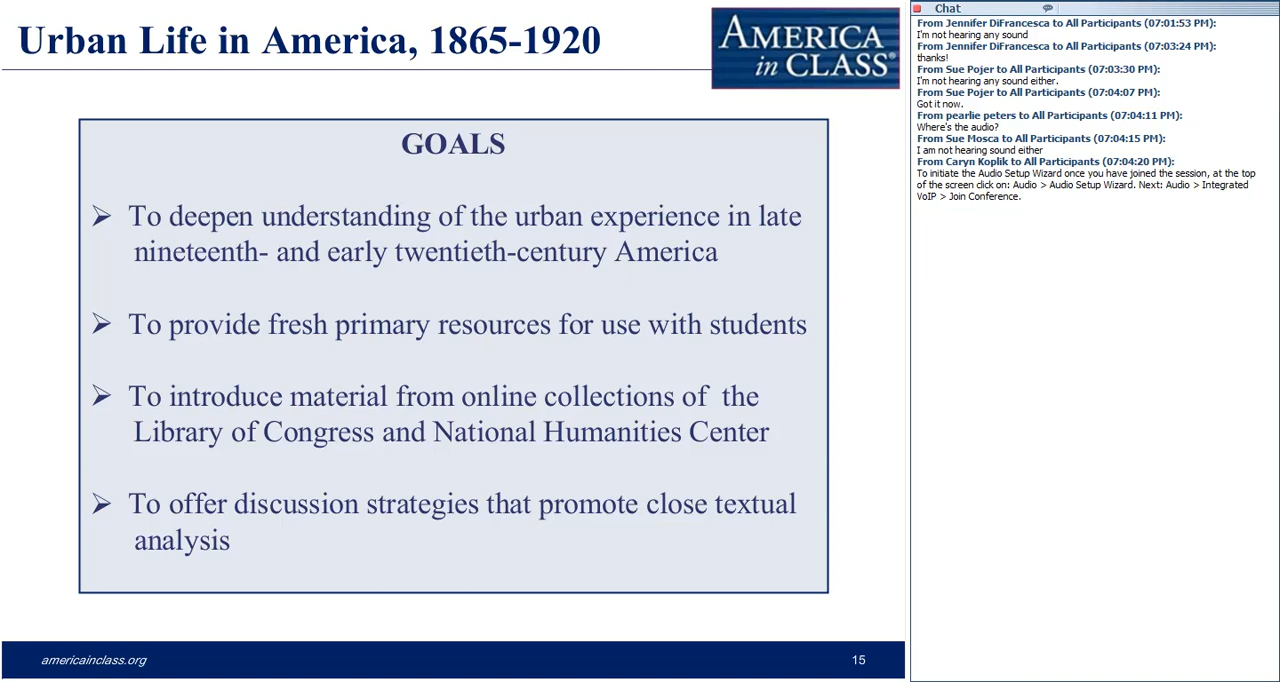 Urban Life in America, 1865-1920
AMERICA
in CLASS®
GOALS
➢ To deepen understanding of the urban experience in late
nineteenth- and early twentieth-century America
➢ To provide fresh primary resources for use with students
➢ To introduce material from online collections of  the
Library of Congress and National Humanities Center
➢ To offer discussion strategies that promote close textual
analysis
americainclass.org
15
Chat
From Jennifer DiFrancesca to All Participants (07:01:53 PM):
I'm not hearing any sound
From Jennifer DiFrancesca to All Participants (07:03:24 PM):
thanks!
From Sue Pojer to All Participants (07:03:30 PM):
I'm not hearing any sound either.
From Sue Pojer to All Participants (07:04:07 PM):
Got it now.
From pearlie peters to All Participants (07:04:11 PM):
Where's the audio?
From Sue Mosca to All Participants (07:04:15 PM):
I am not hearing sound either
From Caryn Koplik to All Participants (07:04:20 PM):
To initiate the Audio Setup Wizard once you have joined the session, at the top
of the screen click on: Audio > Audio Setup Wizard. Next: Audio > Integrated
VoIP > Join Conference.